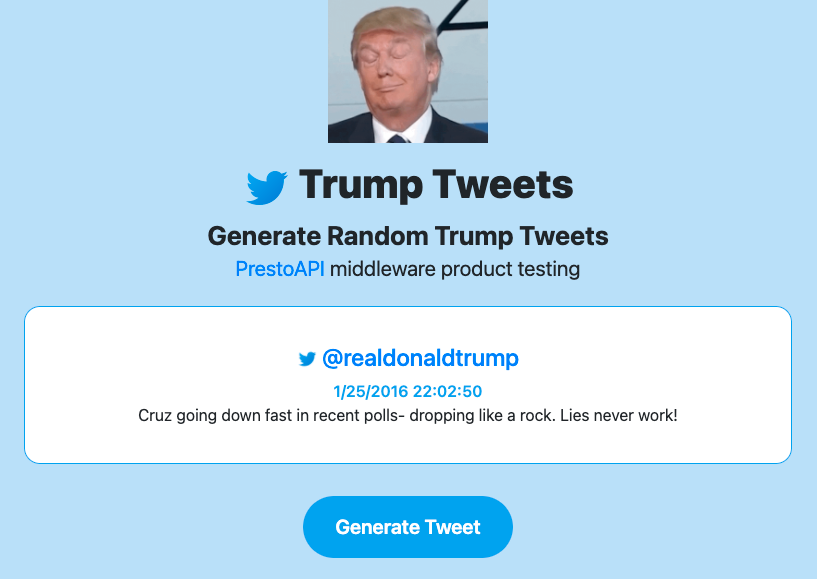 Trump Tweets
Generate Random Trump Tweets
PrestoAPI middleware product testing
@realdonaldtrump
1/25/2016 22:02:50
Cruz going down fast in recent polls- dropping like a rock. Lies never work!
Generate Tweet